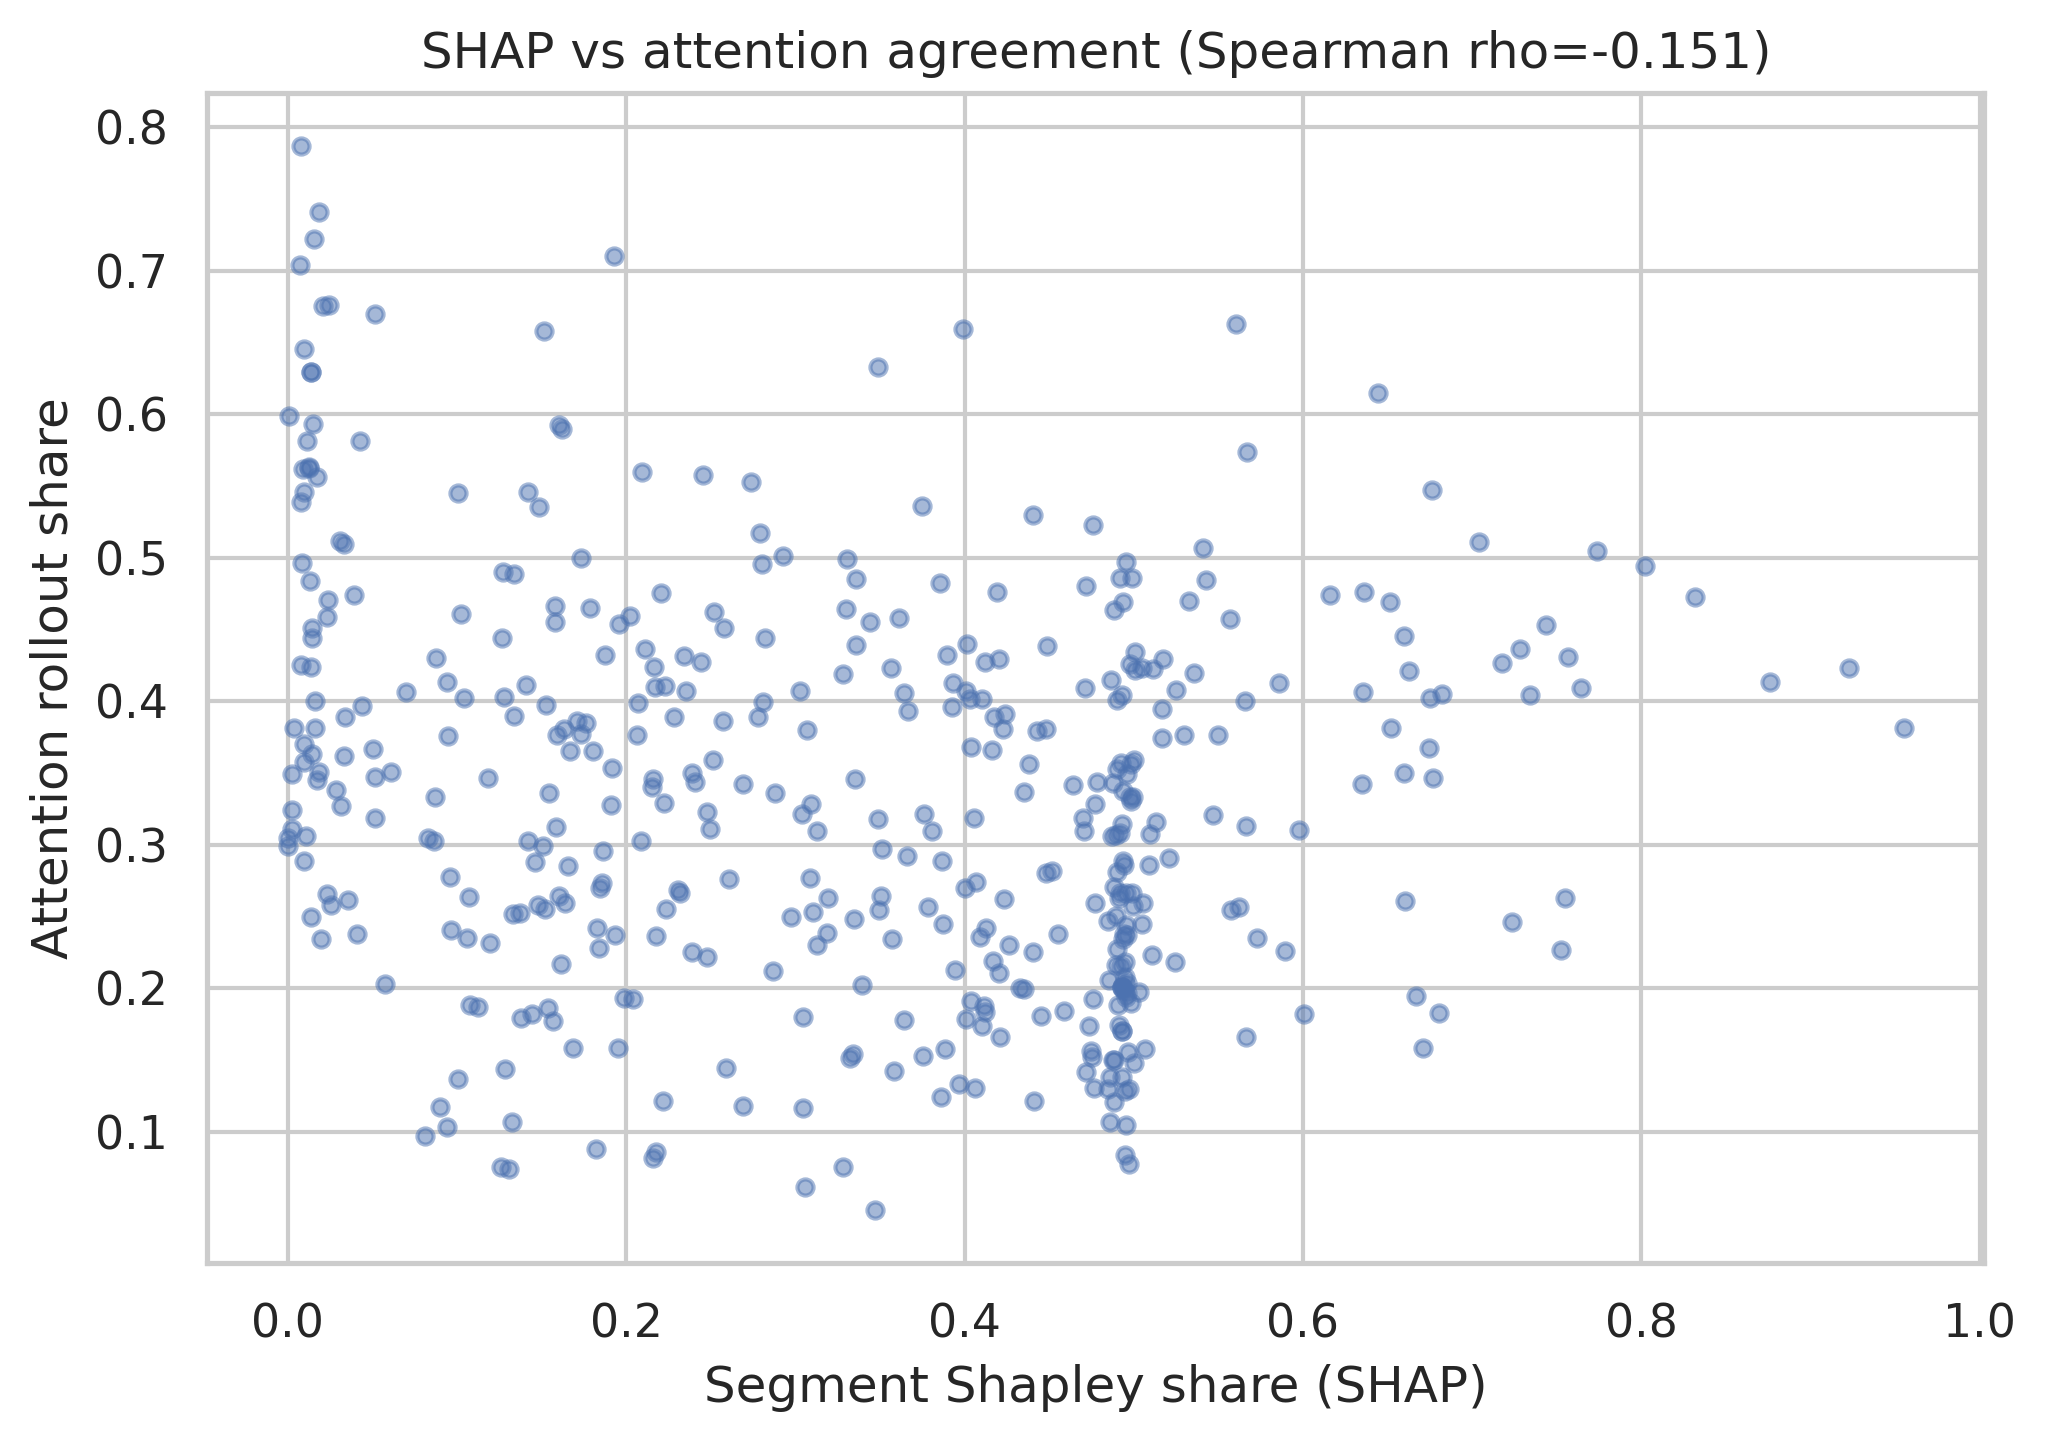 SHAP vs attention agreement (Spearman rho=-0.151)
Attention rollout share
0.8
0.7
0.6
0.5
0.4
0.3
0.2
0.1
0.0 0.2 0.4 0.6 0.8 1.0
Segment Shapley share (SHAP)